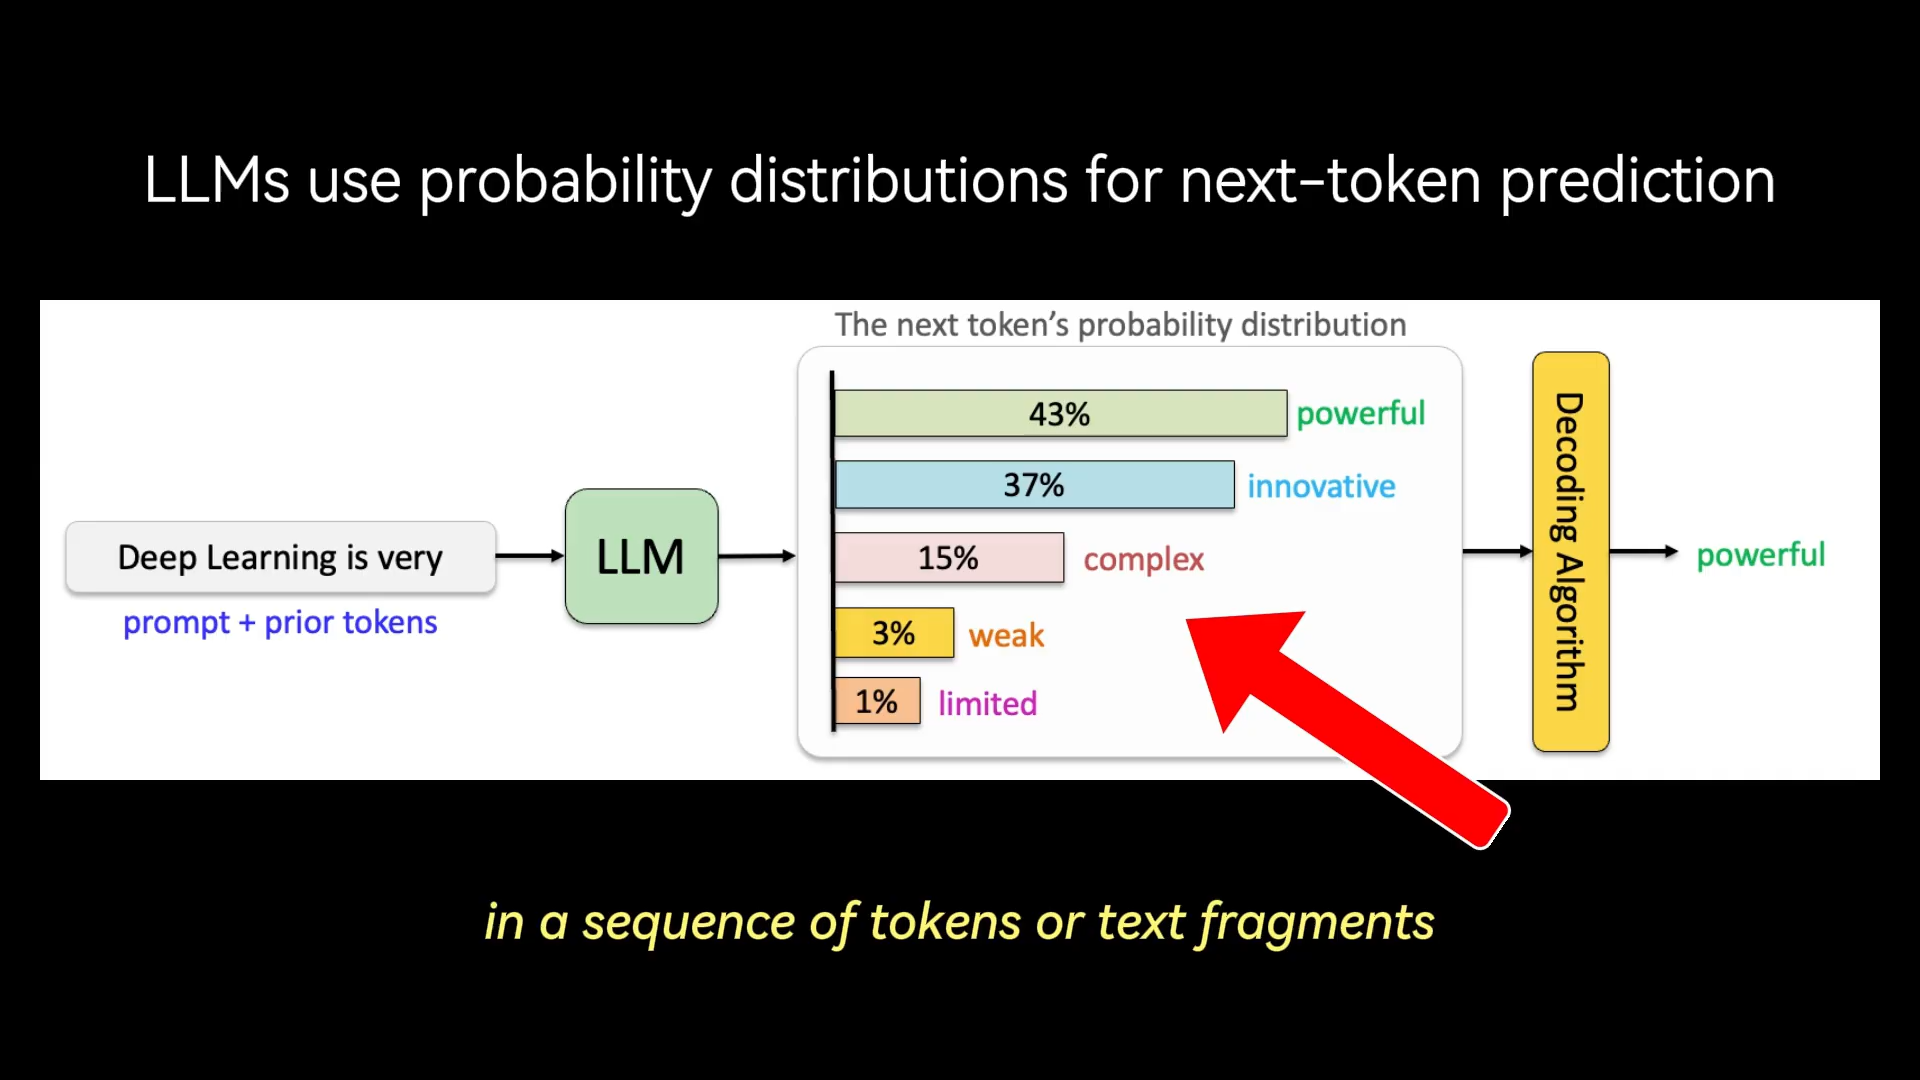 LLMs use probability distributions for next-token prediction
The next token's probability distribution
43% powerful
37% innovative
15% complex
3% weak
1% limited
Deep Learning is very
prompt + prior tokens
LLM
Decoding Algorithm
powerful
in a sequence of tokens or text fragments